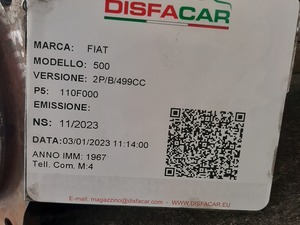 DISFACAR
MARCA: FIAT
MODELLO: 500
VERSIONE: 2P/B/499CC
P5: 110F000
EMISSIONE:
NS: 11/2023
DATA: 03/01/2023 11:14:00
ANNO IMM: 1967
Tell. Com. M:4
E-mail: magazzino@disfacar.com
WWW.DISFACAR.EU